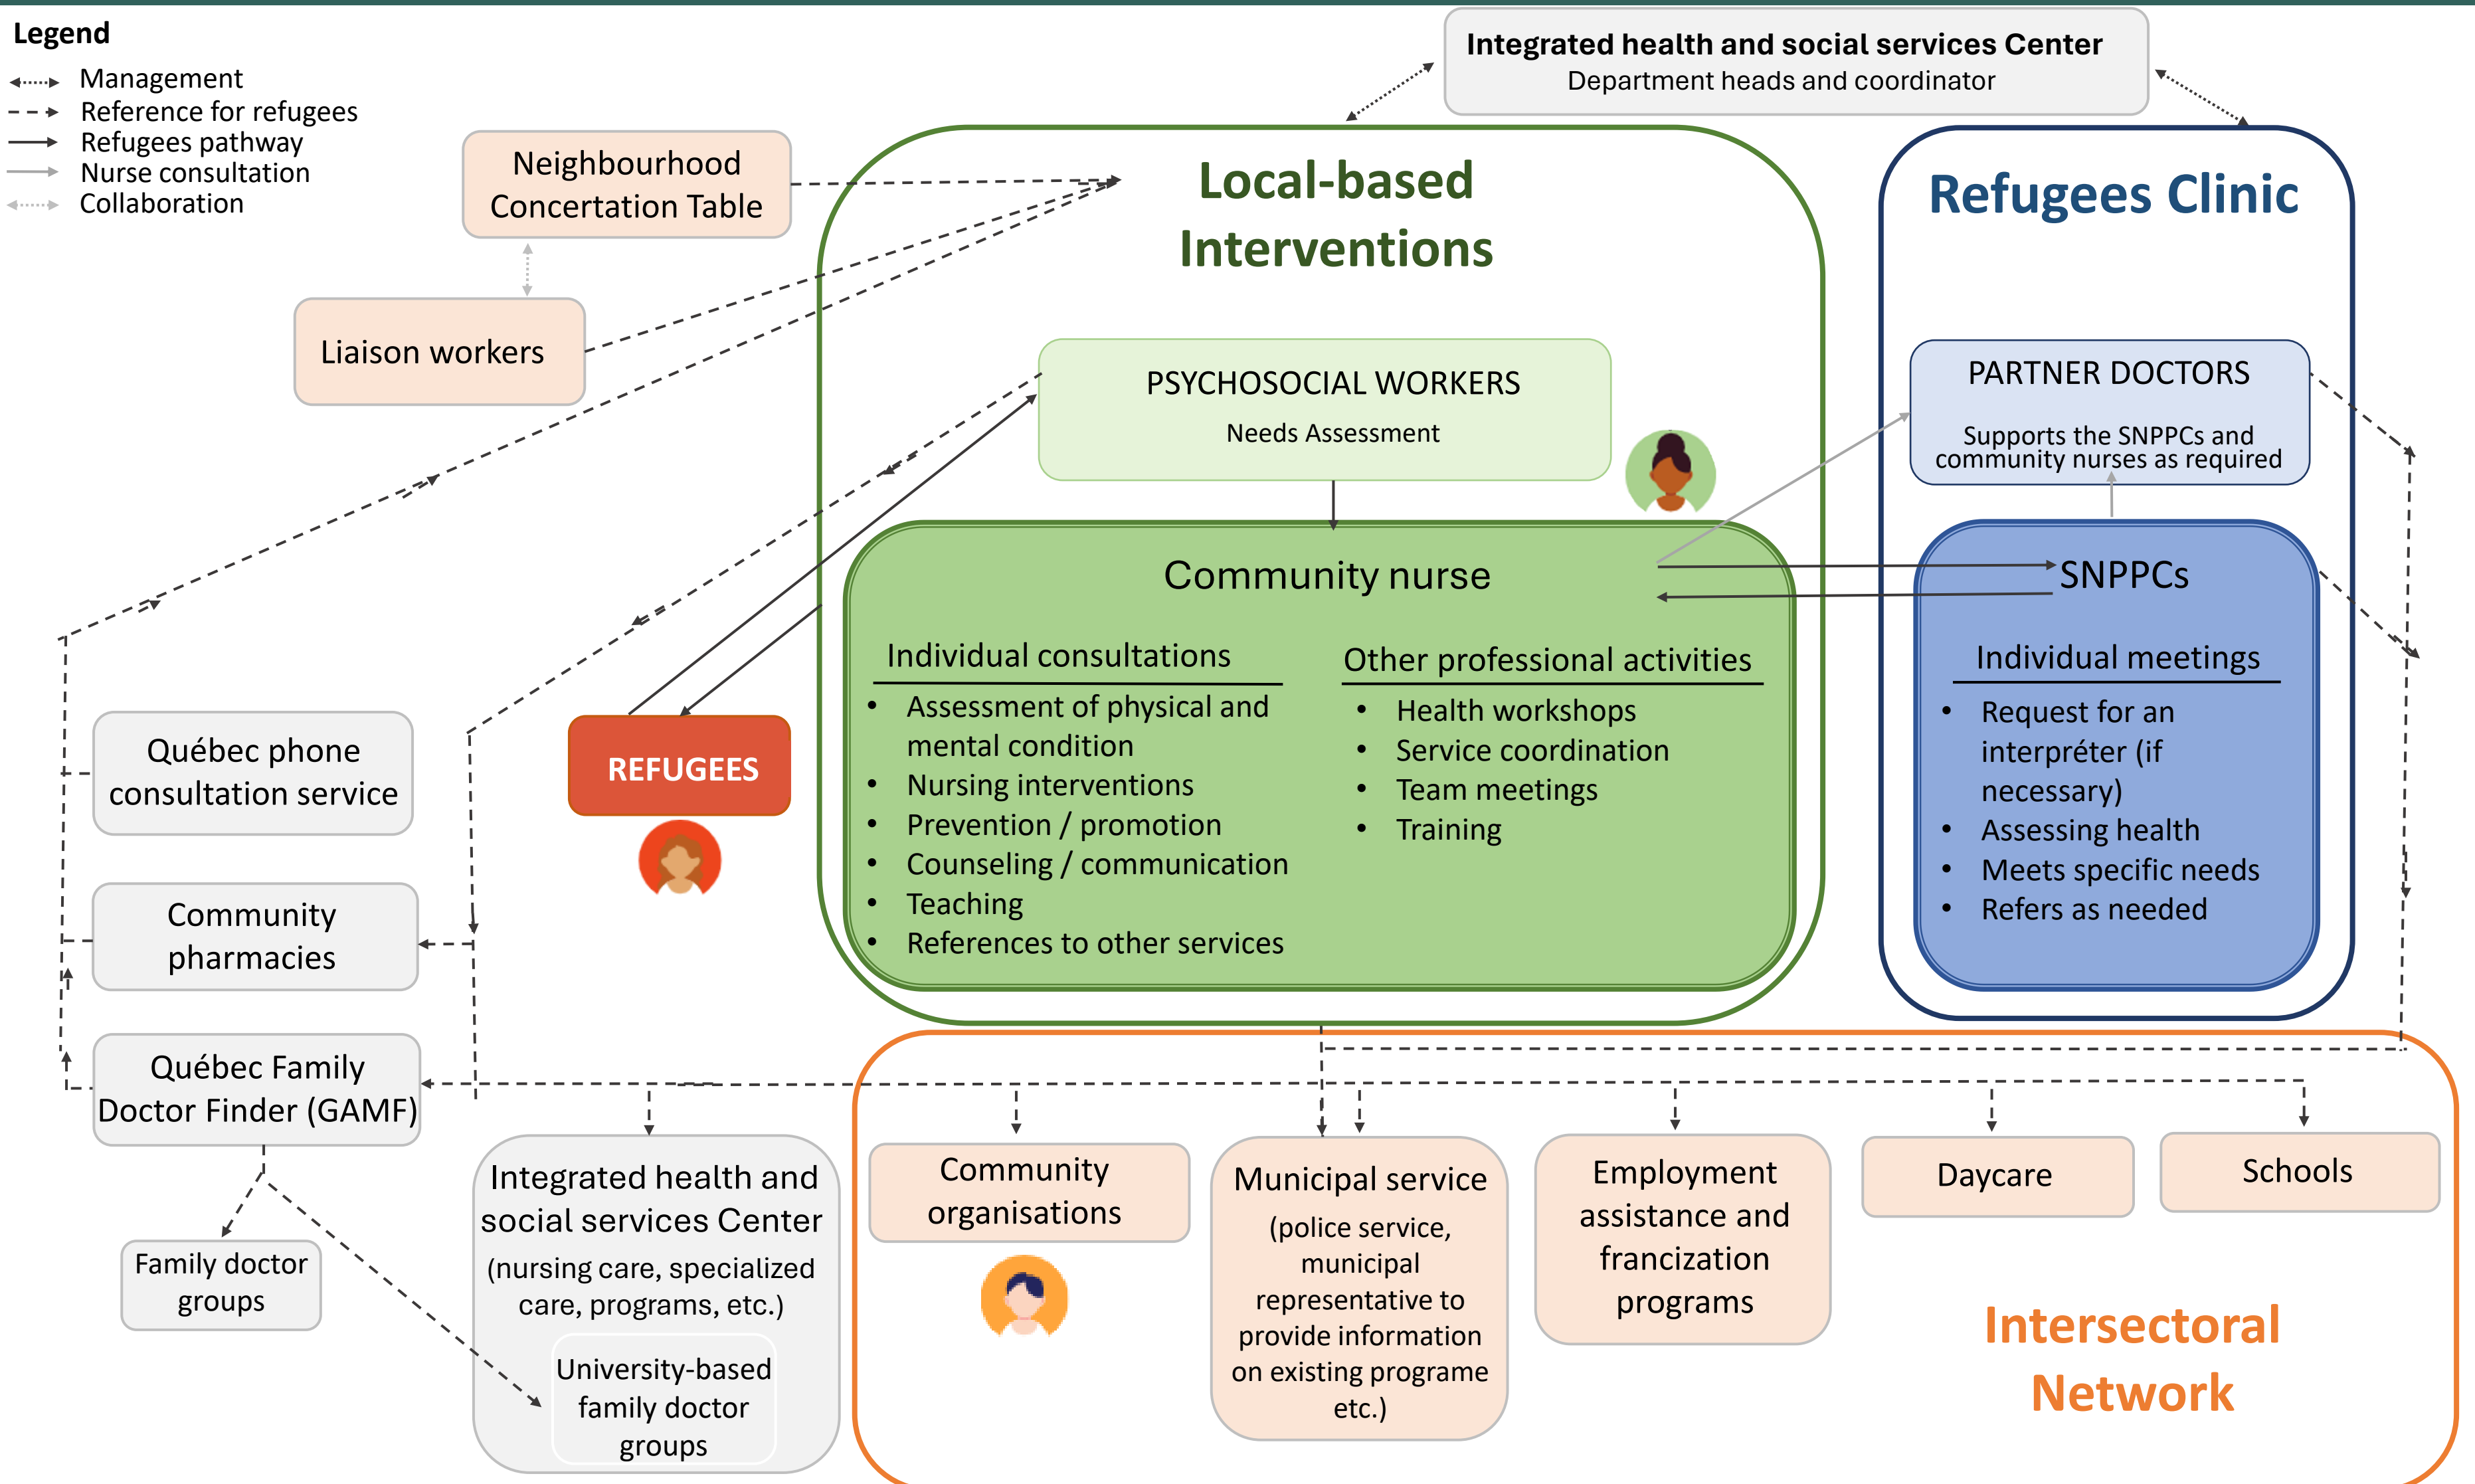 Legend
Management
Reference for refugees
Refugees pathway
Nurse consultation
Collaboration
Integrated health and social services Center
Department heads and coordinator
Neighbourhood
Concertation Table
Liaison workers
Local-based
Interventions
Refugees Clinic
PSYCHOSOCIAL WORKERS
Needs Assessment
PARTNER DOCTORS
Supports the SNPPCs and
community nurses as required
Community nurse
Individual consultations
• Assessment of physical and
mental condition
• Nursing interventions
• Prevention / promotion
• Counseling / communication
• Teaching
• References to other services
Other professional activities
• Health workshops
• Service coordination
• Team meetings
• Training
SNPPCs
Individual meetings
• Request for an
interpréter (if
necessary)
• Assessing health
• Meets specific needs
• Refers as needed
REFUGEES
Québec phone
consultation service
Community
pharmacies
Québec Family
Doctor Finder (GAMF)
Family doctor
groups
Integrated health and
social services Center
(nursing care, specialized
care, programs, etc.)
University-based
family doctor
groups
Community
organisations
Municipal service
(police service,
municipal
representative to
provide information
on existing programe
etc.)
Employment
assistance and
francization
programs
Daycare
Schools
Intersectoral
Network